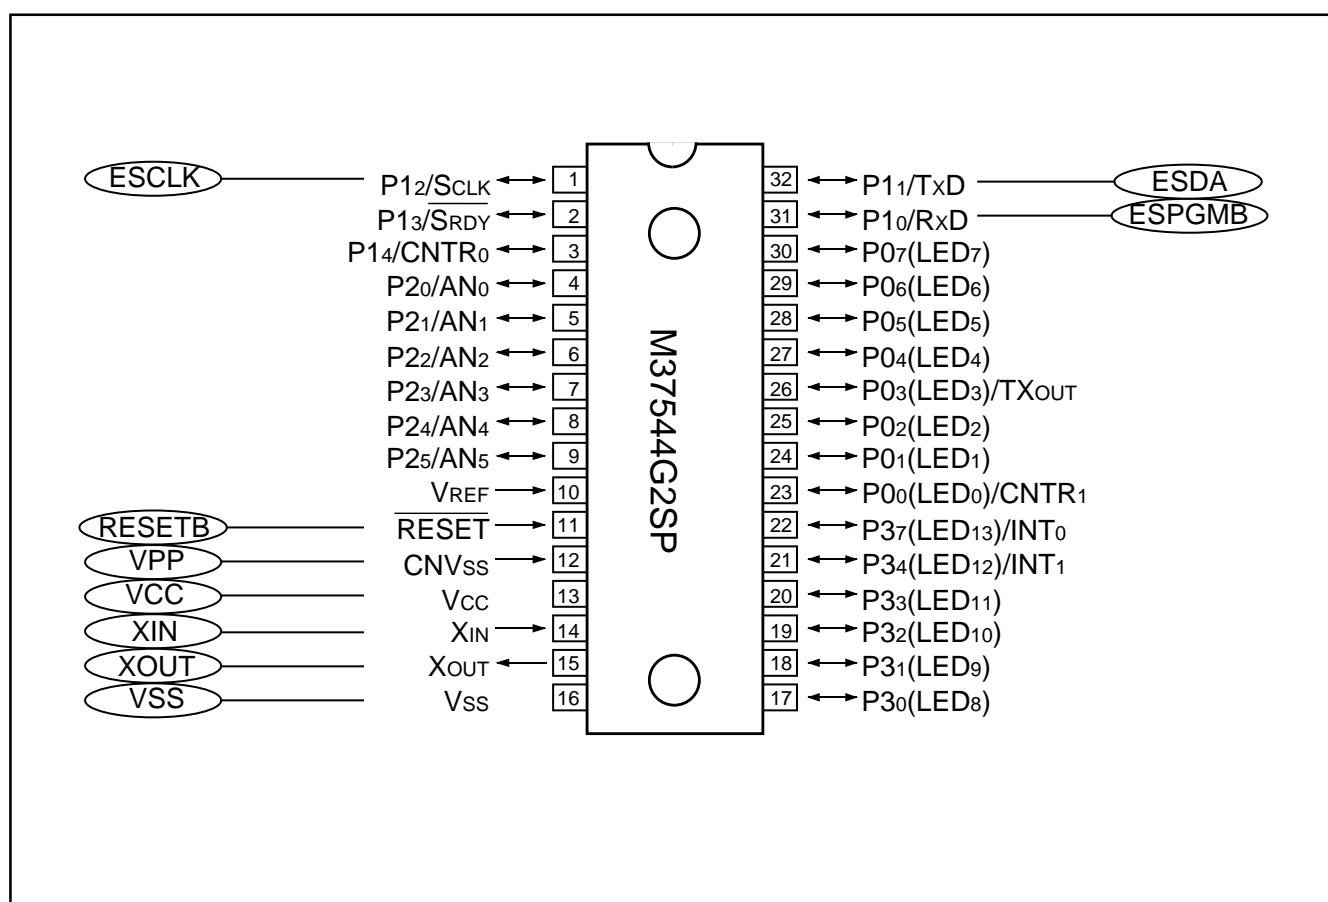 ESCLK P12/SCLK 1 32 P11/TXD ESDA
P13/SRDY 2 31 P10/RXD ESPGMB
P14/CNTR0 3 30 P07(LED7)
P20/AN0 4 29 P06(LED6)
P21/AN1 5 28 P05(LED5)
P22/AN2 6 27 P04(LED4)
P23/AN3 7 26 P03(LED3)/TXOUT
P24/AN4 8 25 P02(LED2)
P25/AN5 9 24 P01(LED1)
VREF 10 23 P00(LED0)/CNTR1
RESETB RESET 11 22 P37(LED13)/INT0
VPP CNVSS 12 21 P34(LED12)/INT1
VCC VCC 13 20 P33(LED11)
XIN XIN 14 19 P32(LED10)
XOUT XOUT 15 18 P31(LED9)
VSS VSS 16 17 P30(LED8)
M37544G2SP